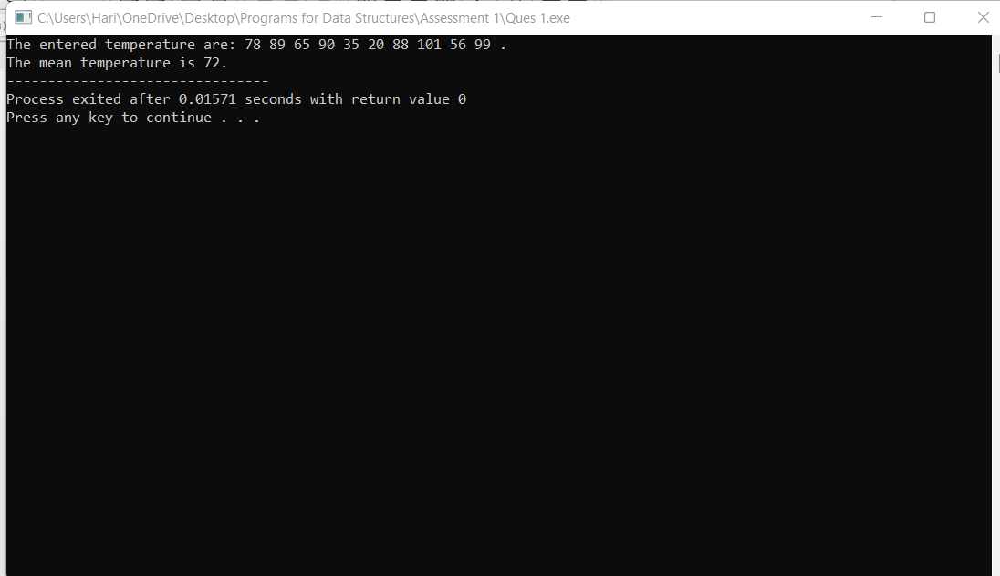 C:\Users\Hari\OneDrive\Desktop\Programs for Data Structures\Assessment 1\Ques 1.exe
The entered temperature are: 78 89 65 90 35 20 88 101 56 99 .
The mean temperature is 72.
--------------------------------
Process exited after 0.01571 seconds with return value 0
Press any key to continue . . .